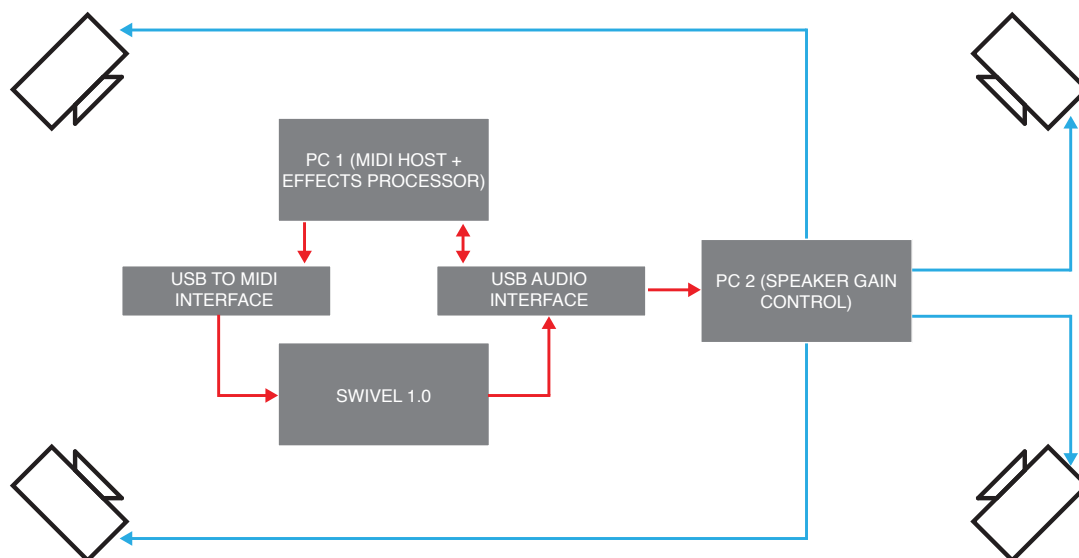 PC 1 (MIDI HOST +
EFFECTS PROCESSOR)
USB TO MIDI
INTERFACE
USB AUDIO
INTERFACE
PC 2 (SPEAKER GAIN
CONTROL)
SWIVEL 1.0